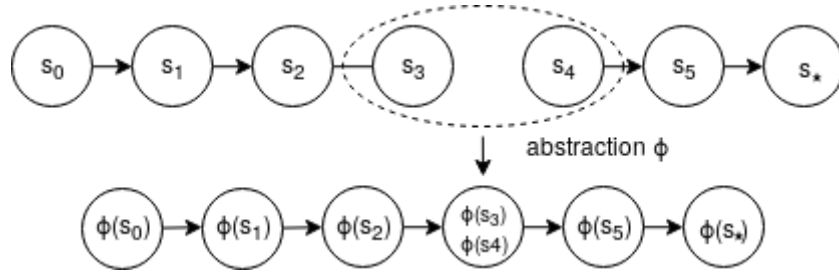 s₀ s₁ s₂ s₃ s₄ s₅ s⋆
abstraction ϕ
ϕ(s₀) ϕ(s₁) ϕ(s₂) ϕ(s₃) ϕ(s₅) ϕ(s⋆)
ϕ(s4)